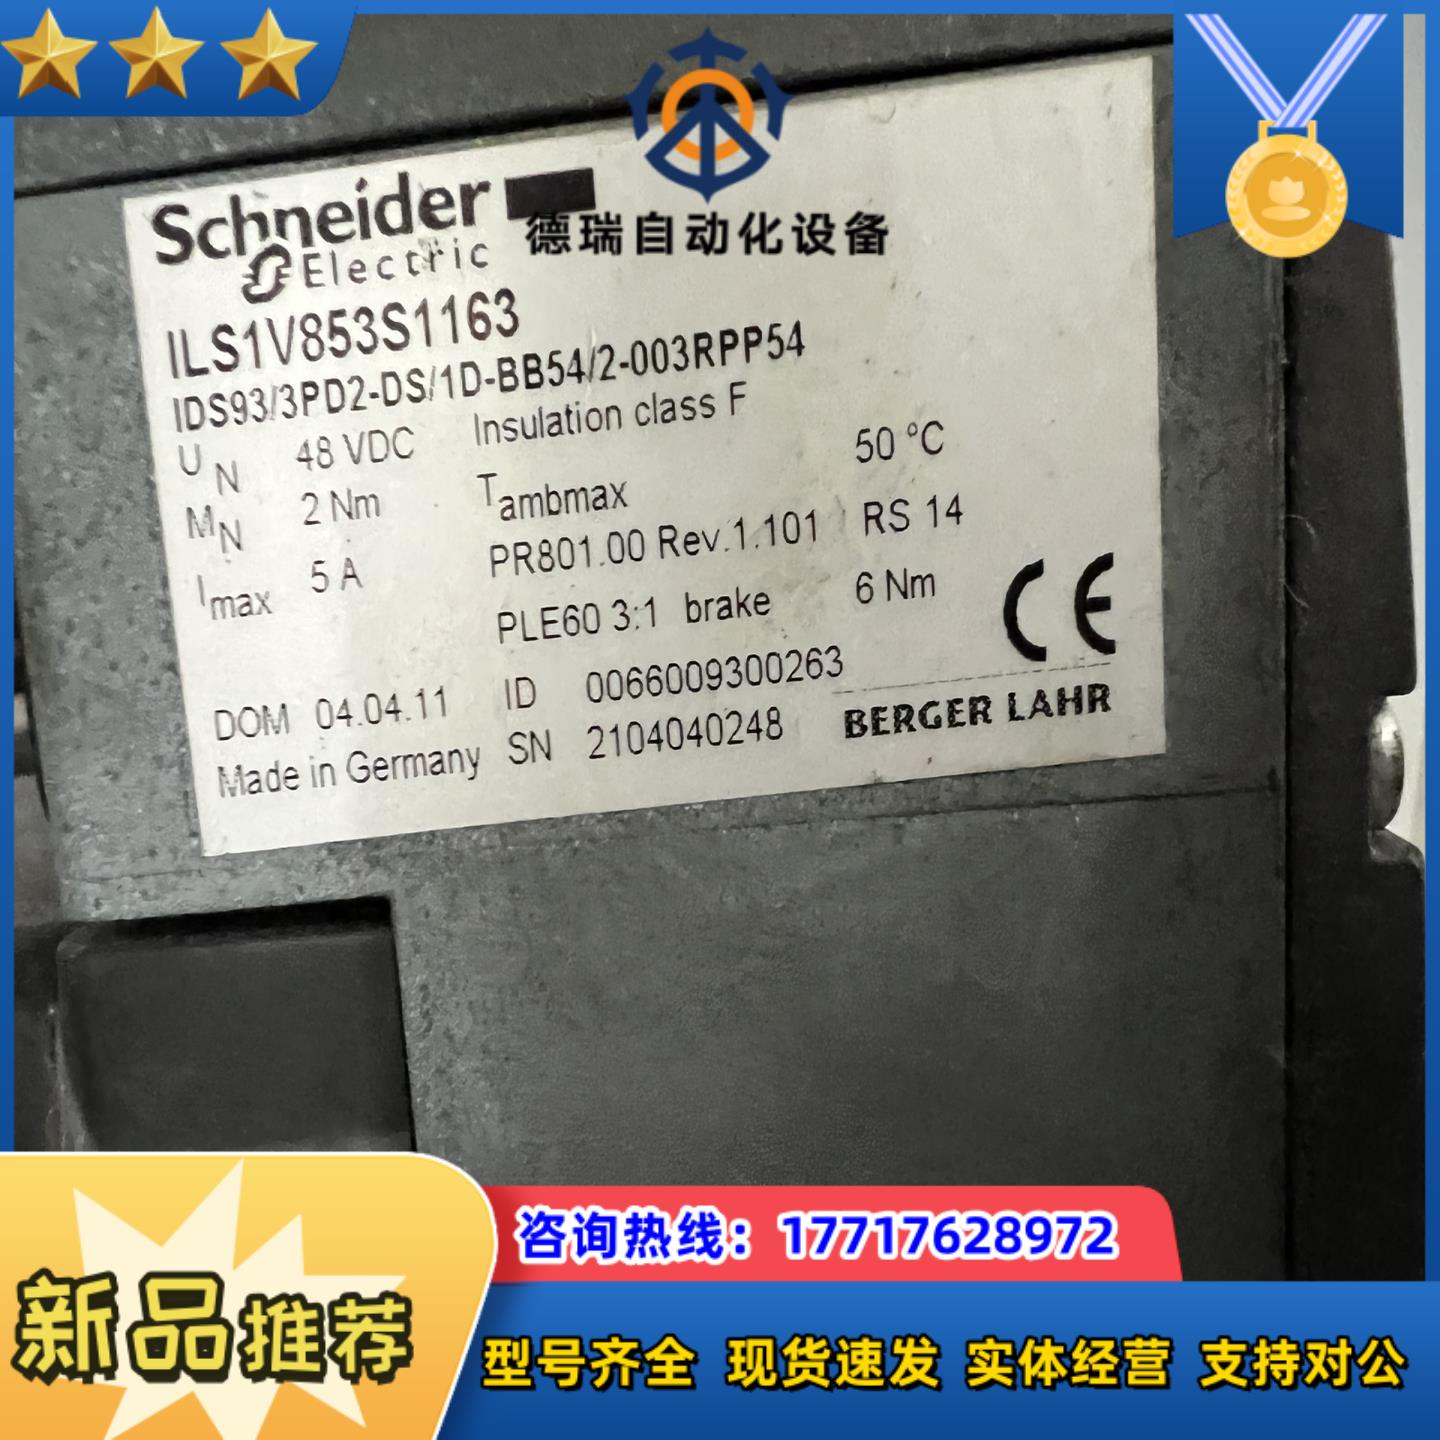 Schneider
Electric
德瑞自动化设备
ILS1V853S1163
IDS93/3PD2-DS/1D-BB54/2-003RPP54
UN 48 VDC Insulation class F
MN 2 Nm Tambmax 50 °C
Imax 5 A PR801.00 Rev.1.101 RS 14
PLE60 3:1 brake 6 Nm
CE
DOM 04.04.11 ID 0066009300263
Made in Germany SN 2104040248
BERGER LAHR
咨询热线：17717628972
新品推荐
型号齐全 现货速发 实体经营 支持对公